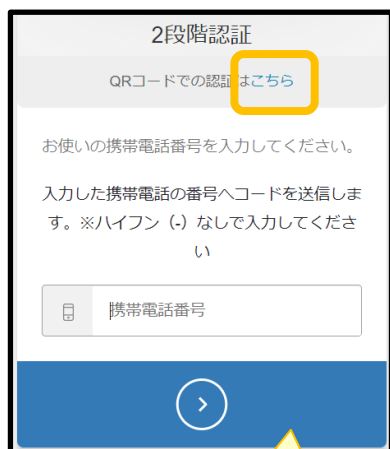 2段階認証
QRコードでの認証はこちら
お使いの携帯電話番号を入力してください。
入力した携帯電話の番号へコードを送信しま
す。※ハイフン（-）なしで入力してくださ
い
携帯電話番号